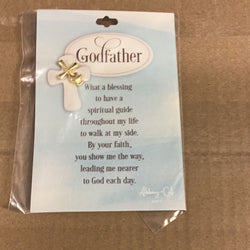 Godfather
What a blessing
to have a
spiritual guide
throughout my life
to walk at my side.
By your faith,
you show me the way,
leading me nearer
to God each day.